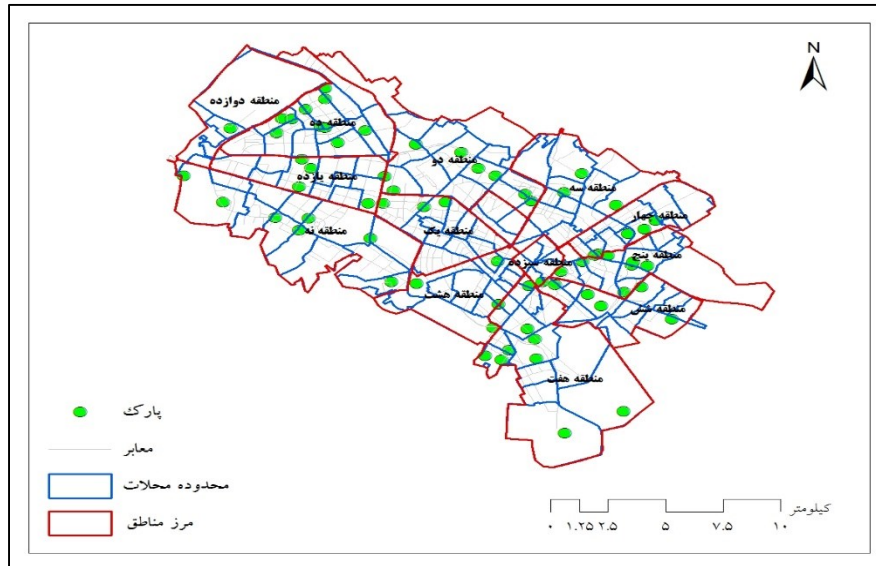 N
منطقه دوازده
منطقه ده
منطقه دو
منطقه یازده
منطقه سه
منطقه چهار
منطقه نه
منطقه یک
منطقه پنج
منطقه سیزده
منطقه هشت
منطقه شش
منطقه هفت
پارک
معابر
محدوده محلات
مرز مناطق
کیلومتر
۰ ۱.۲۵ ۲.۵ ۵ ۷.۵ ۱۰